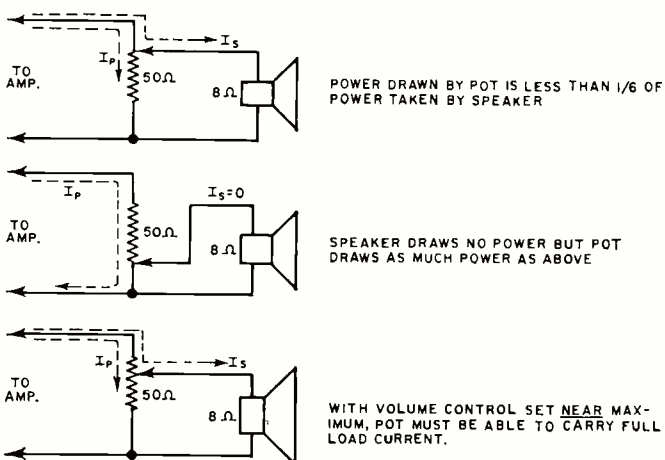 I_S
I_P
TO
AMP.
50Ω
8Ω
POWER DRAWN BY POT IS LESS THAN 1/6 OF
POWER TAKEN BY SPEAKER
I_P
I_S=0
TO
AMP.
50Ω
8Ω
SPEAKER DRAWS NO POWER BUT POT
DRAWS AS MUCH POWER AS ABOVE
I_P
I_S
TO
AMP.
50Ω
8Ω
WITH VOLUME CONTROL SET NEAR MAX-
IMUM, POT MUST BE ABLE TO CARRY FULL
LOAD CURRENT.